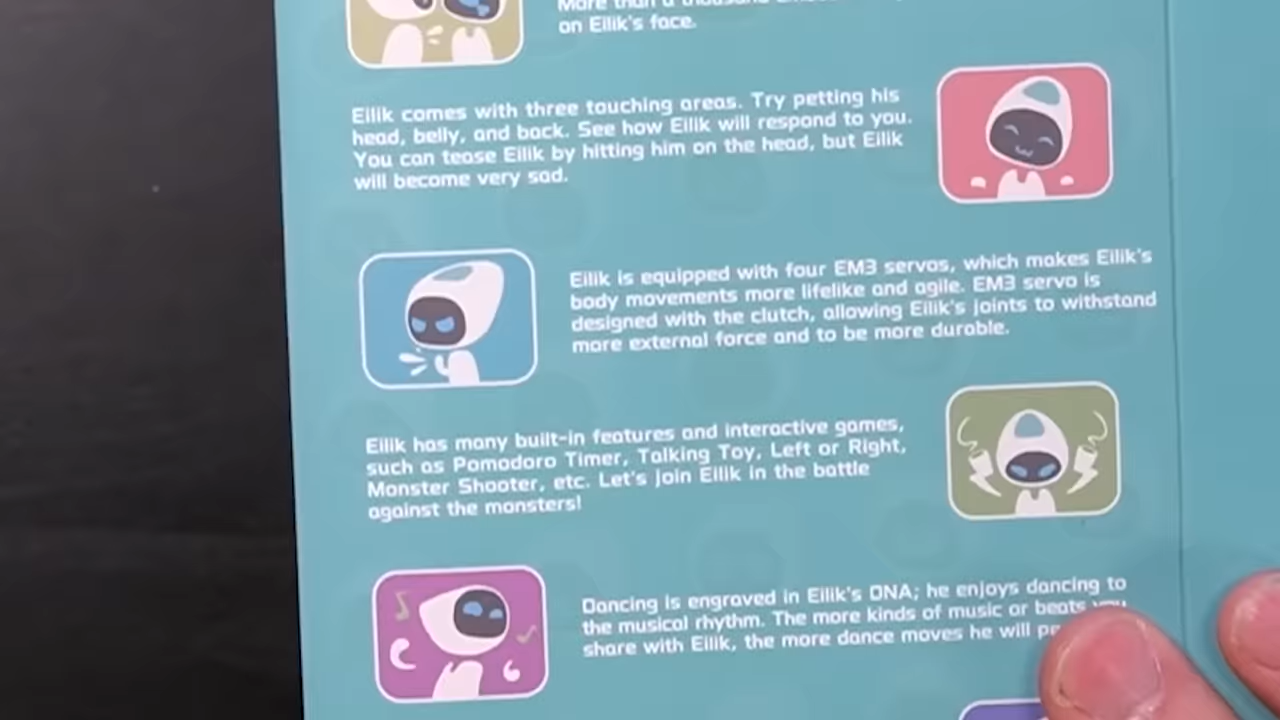 More than a thousand
on Eilik's face.
Eilik comes with three touching areas. Try petting his
head, belly, and back. See how Eilik will respond to you.
You can tease Eilik by hitting him on the head, but Eilik
will become very sad.
Eilik is equipped with four EM3 servos, which makes Eilik's
body movements more lifelike and agile. EM3 servo is
designed with the clutch, allowing Eilik's joints to withstand
more external force and to be more durable.
Eilik has many built-in features and interactive games,
such as Pomodoro Timer, Talking Toy, Left or Right,
Monster Shooter, etc. Let's join Eilik in the battle
against the monsters!
Dancing is engraved in Eilik's DNA; he enjoys dancing to
the musical rhythm. The more kinds of music or beats you
share with Eilik, the more dance moves he will